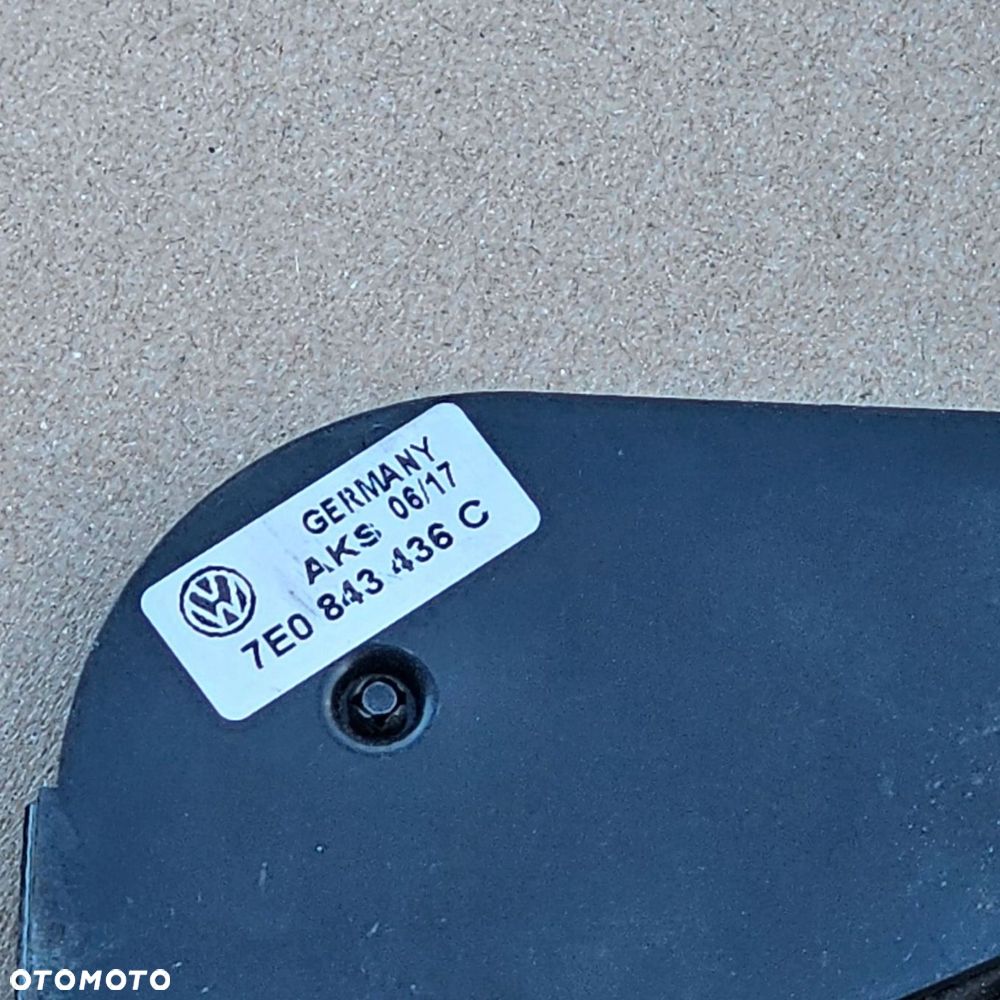 GERMANY
AKS 06/17
7E0 843 436 C
OTOMOTO